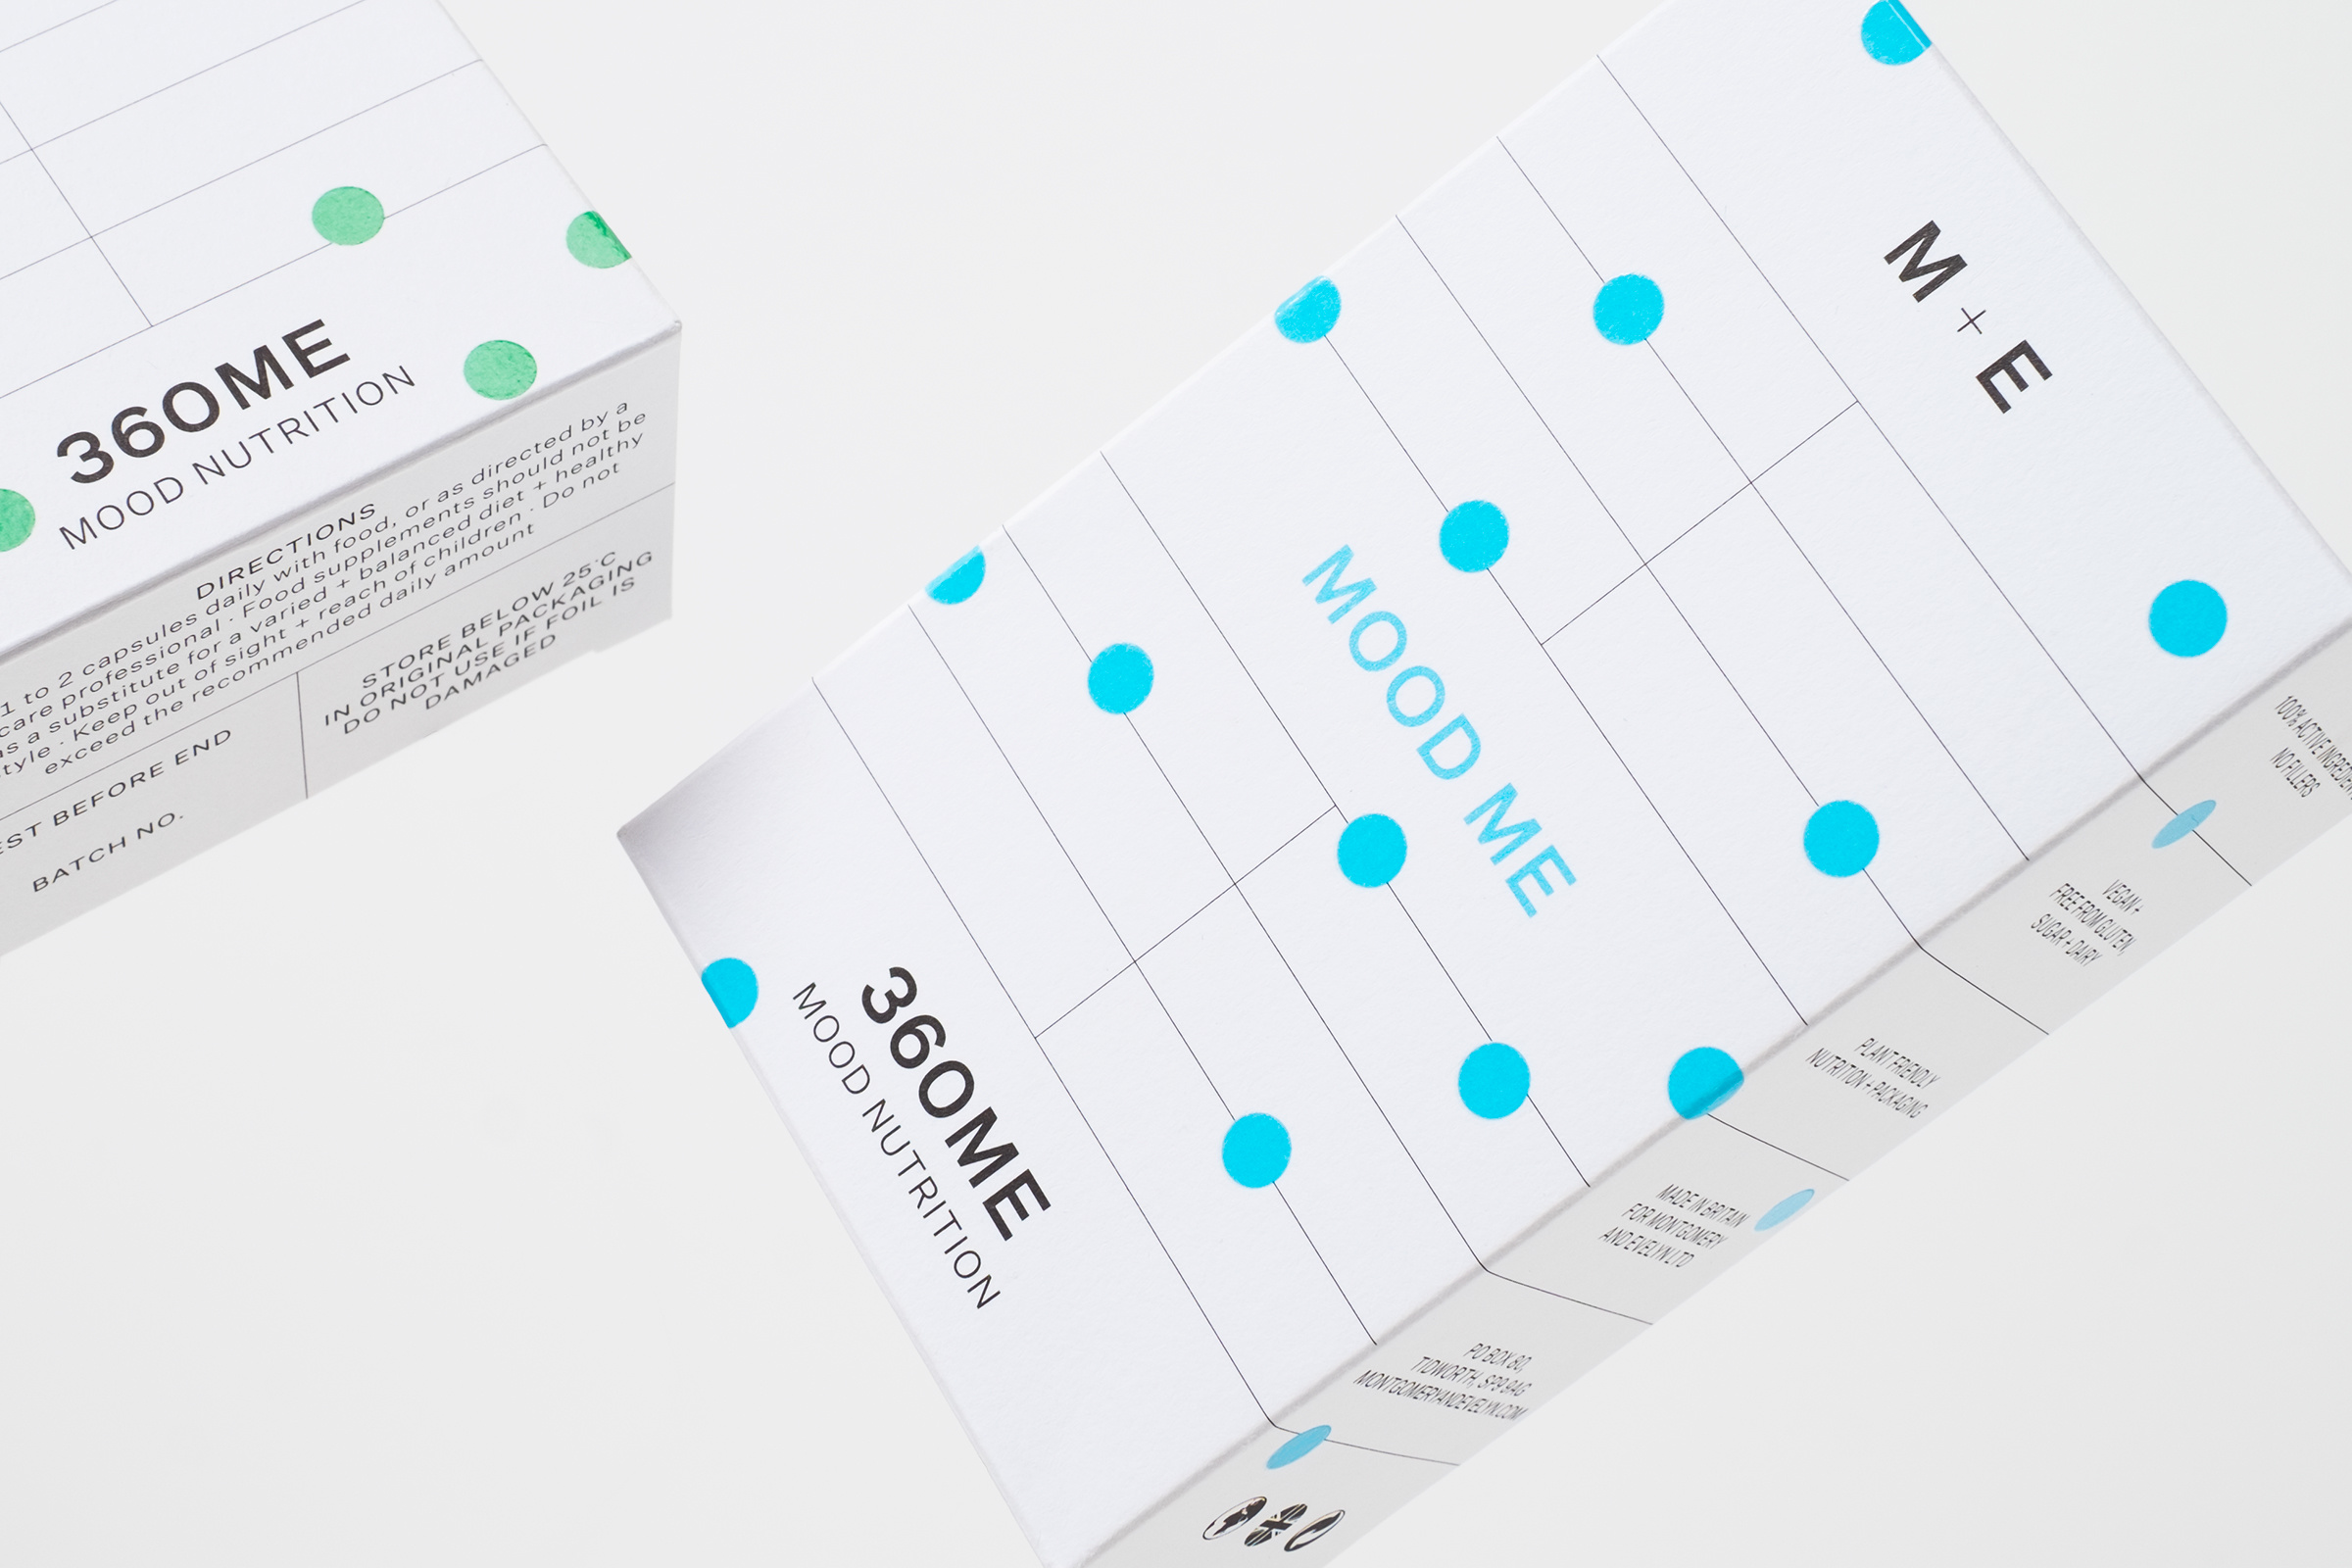 360ME
MOOD NUTRITION
DIRECTIONS
1 to 2 capsules daily with food, or as directed by a
care professional · Food supplements should not be
as a substitute for a varied + balanced diet + healthy
style · Keep out of sight + reach of children · Do not
exceed the recommended daily amount
BEFORE END
BATCH NO.
STORE BELOW 25°C
IN ORIGINAL PACKAGING
DO NOT USE IF FOIL IS
DAMAGED
M + E
MOOD ME
360ME
MOOD NUTRITION
100% ACTIVE
NO FILLERS
VEGAN +
FREE FROM GLUTEN,
SUGAR + DAIRY
PLANT FRIENDLY
NUTRITION + PACKAGING
MADE IN BRITAIN
FOR MONTGOMERY
AND EVELYN LTD
PO BOX 80,
TIDWORTH, SP9 9AG
MONTGOMERYANDEVELYN.COM